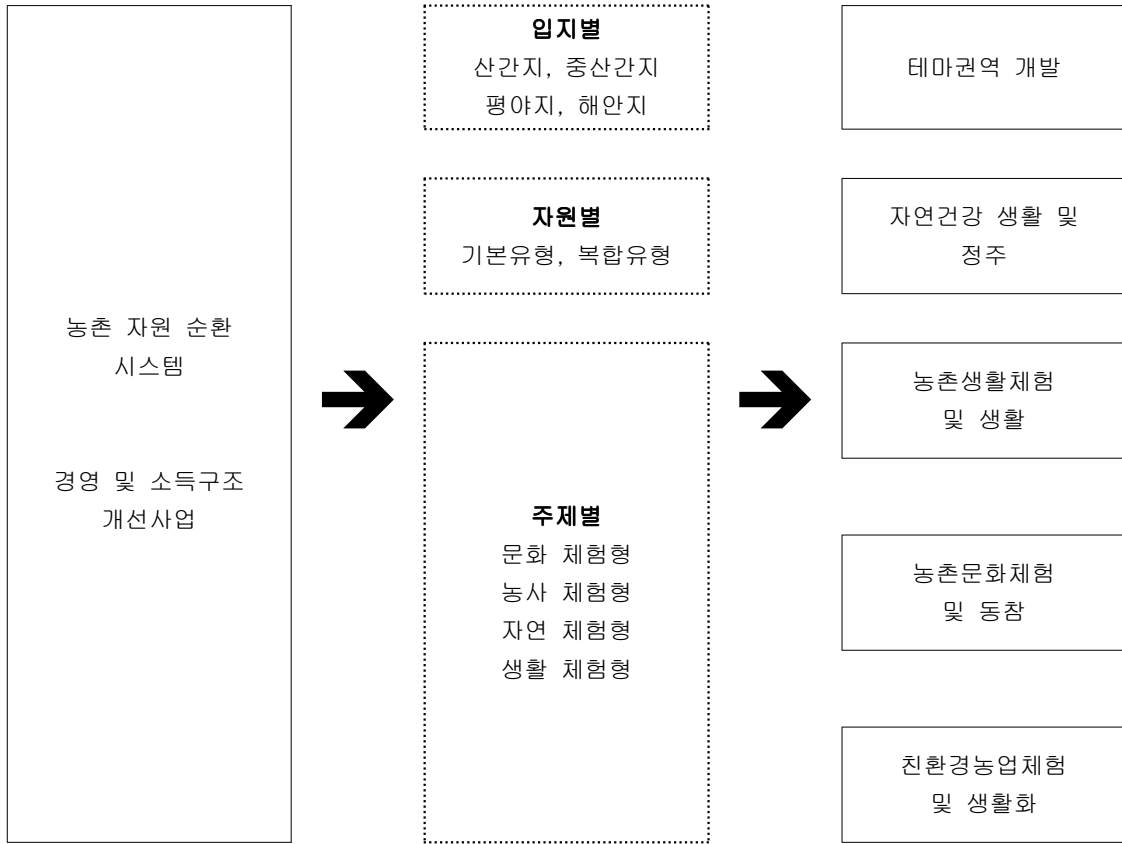 농촌 자원 순환
시스템
경영 및 소득구조
개선사업
입지별
산간지, 중산간지
평야지, 해안지
자원별
기본유형, 복합유형
주제별
문화 체험형
농사 체험형
자연 체험형
생활 체험형
테마권역 개발
자연건강 생활 및
정주
농촌생활체험
및 생활
농촌문화체험
및 동참
친환경농업체험
및 생활화